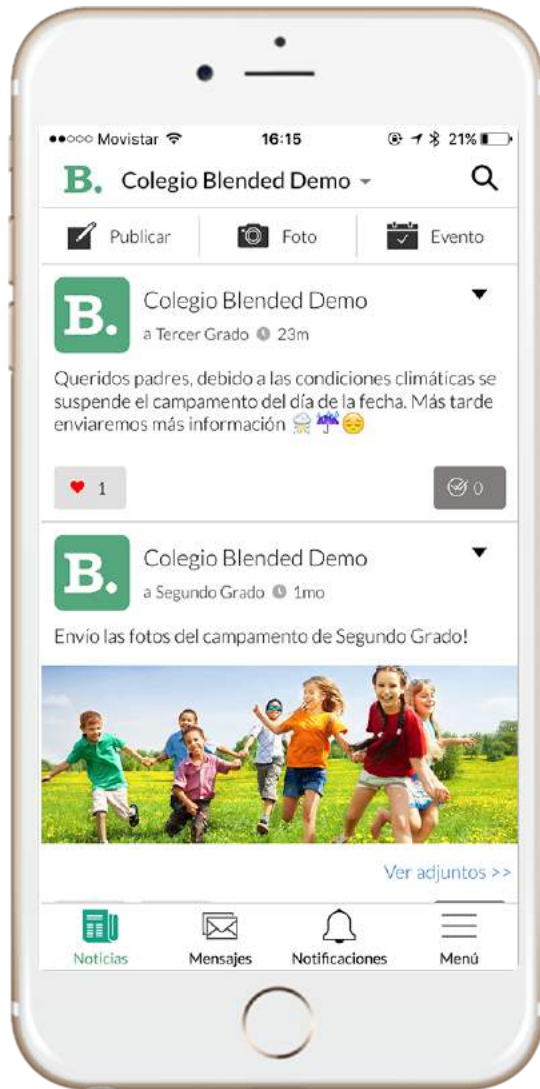 Movistar 16:15 21%
B. Colegio Blended Demo
Publicar Foto Evento
B. Colegio Blended Demo
a Tercer Grado 23m
Queridos padres, debido a las condiciones climáticas se
suspende el campamento del día de la fecha. Más tarde
enviaremos más información
1 0
B. Colegio Blended Demo
a Segundo Grado 1mo
Envío las fotos del campamento de Segundo Grado!
Ver adjuntos >>
Noticias Mensajes Notificaciones Menú